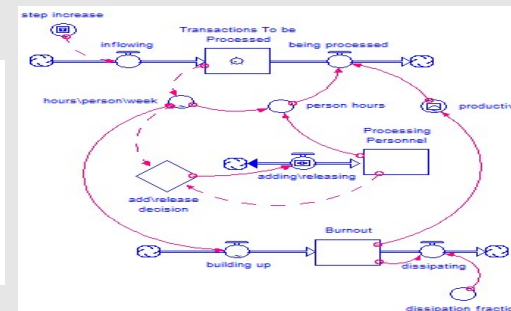 step increase
Transactions To be
Processed
inflowing
being processed
hours\person\week
person hours
productiv
Processing
Personnel
adding\releasing
add\release
decision
Burnout
building up
dissipating
dissipation fraction